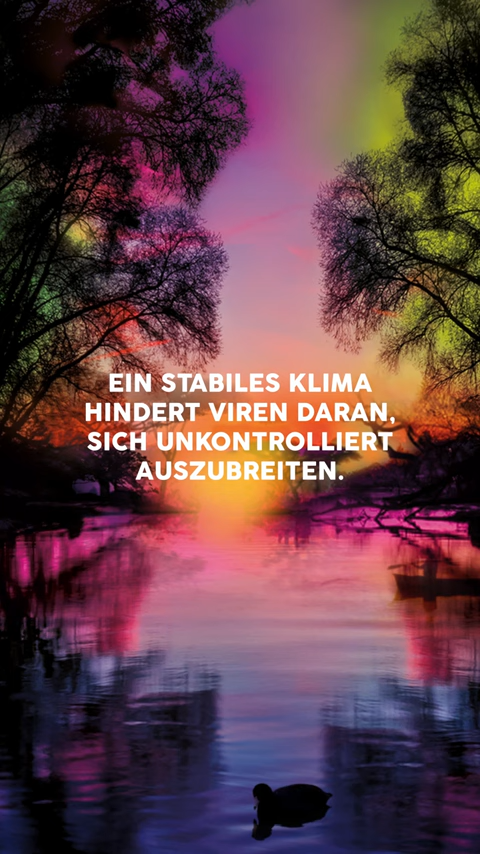 EIN STABILES KLIMA
HINDERT VIREN DARAN,
SICH UNKONTROLLIERT
AUSZUBREITEN.